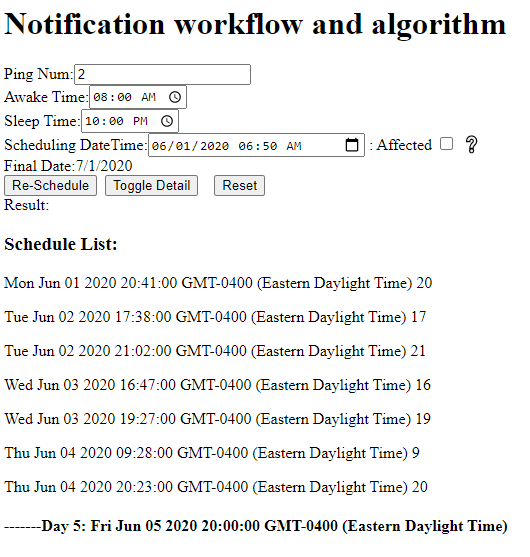 Notification workflow and algorithm
Ping Num: 2
Awake Time: 08:00 AM
Sleep Time: 10:00 PM
Scheduling DateTime: 06/01/2020 06:50 AM : Affected ?
Final Date:7/1/2020
Re-Schedule Toggle Detail Reset
Result:
Schedule List:
Mon Jun 01 2020 20:41:00 GMT-0400 (Eastern Daylight Time) 20
Tue Jun 02 2020 17:38:00 GMT-0400 (Eastern Daylight Time) 17
Tue Jun 02 2020 21:02:00 GMT-0400 (Eastern Daylight Time) 21
Wed Jun 03 2020 16:47:00 GMT-0400 (Eastern Daylight Time) 16
Wed Jun 03 2020 19:27:00 GMT-0400 (Eastern Daylight Time) 19
Thu Jun 04 2020 09:28:00 GMT-0400 (Eastern Daylight Time) 9
Thu Jun 04 2020 20:23:00 GMT-0400 (Eastern Daylight Time) 20
-------Day 5: Fri Jun 05 2020 20:00:00 GMT-0400 (Eastern Daylight Time)